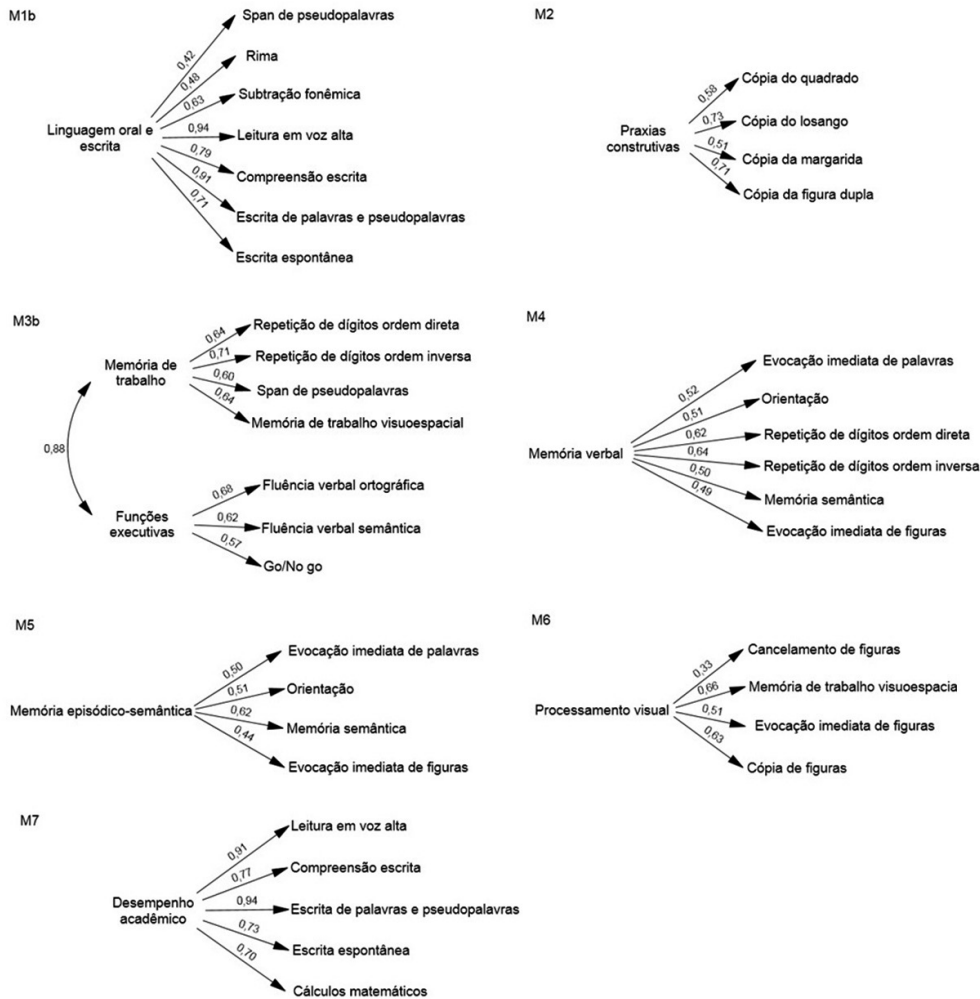 M1b
Linguagem oral e
escrita
0,42
Span de pseudopalavras
0,48
Rima
0,63
Subtração fonêmica
0,94
Leitura em voz alta
0,79
Compreensão escrita
0,91
Escrita de palavras e pseudopalavras
0,71
Escrita espontânea
M2
Praxias
construtivas
0,58
Cópia do quadrado
0,73
Cópia do losango
0,51
Cópia da margarida
0,71
Cópia da figura dupla
M3b
0,88
Memória de
trabalho
0,64
Repetição de dígitos ordem direta
0,71
Repetição de dígitos ordem inversa
0,60
Span de pseudopalavras
0,64
Memória de trabalho visuoespacial
Funções
executivas
0,68
Fluência verbal ortográfica
0,62
Fluência verbal semântica
0,57
Go/No go
M4
Memória verbal
0,52
Evocação imediata de palavras
0,51
Orientação
0,62
Repetição de dígitos ordem direta
0,64
Repetição de dígitos ordem inversa
0,50
Memória semântica
0,49
Evocação imediata de figuras
M5
Memória episódico-semântica
0,50
Evocação imediata de palavras
0,51
Orientação
0,62
Memória semântica
0,44
Evocação imediata de figuras
M6
Processamento visual
0,33
Cancelamento de figuras
0,66
Memória de trabalho visuoespacia
0,51
Evocação imediata de figuras
0,63
Cópia de figuras
M7
Desempenho
acadêmico
0,91
Leitura em voz alta
0,77
Compreensão escrita
0,94
Escrita de palavras e pseudopalavras
0,73
Escrita espontânea
0,70
Cálculos matemáticos